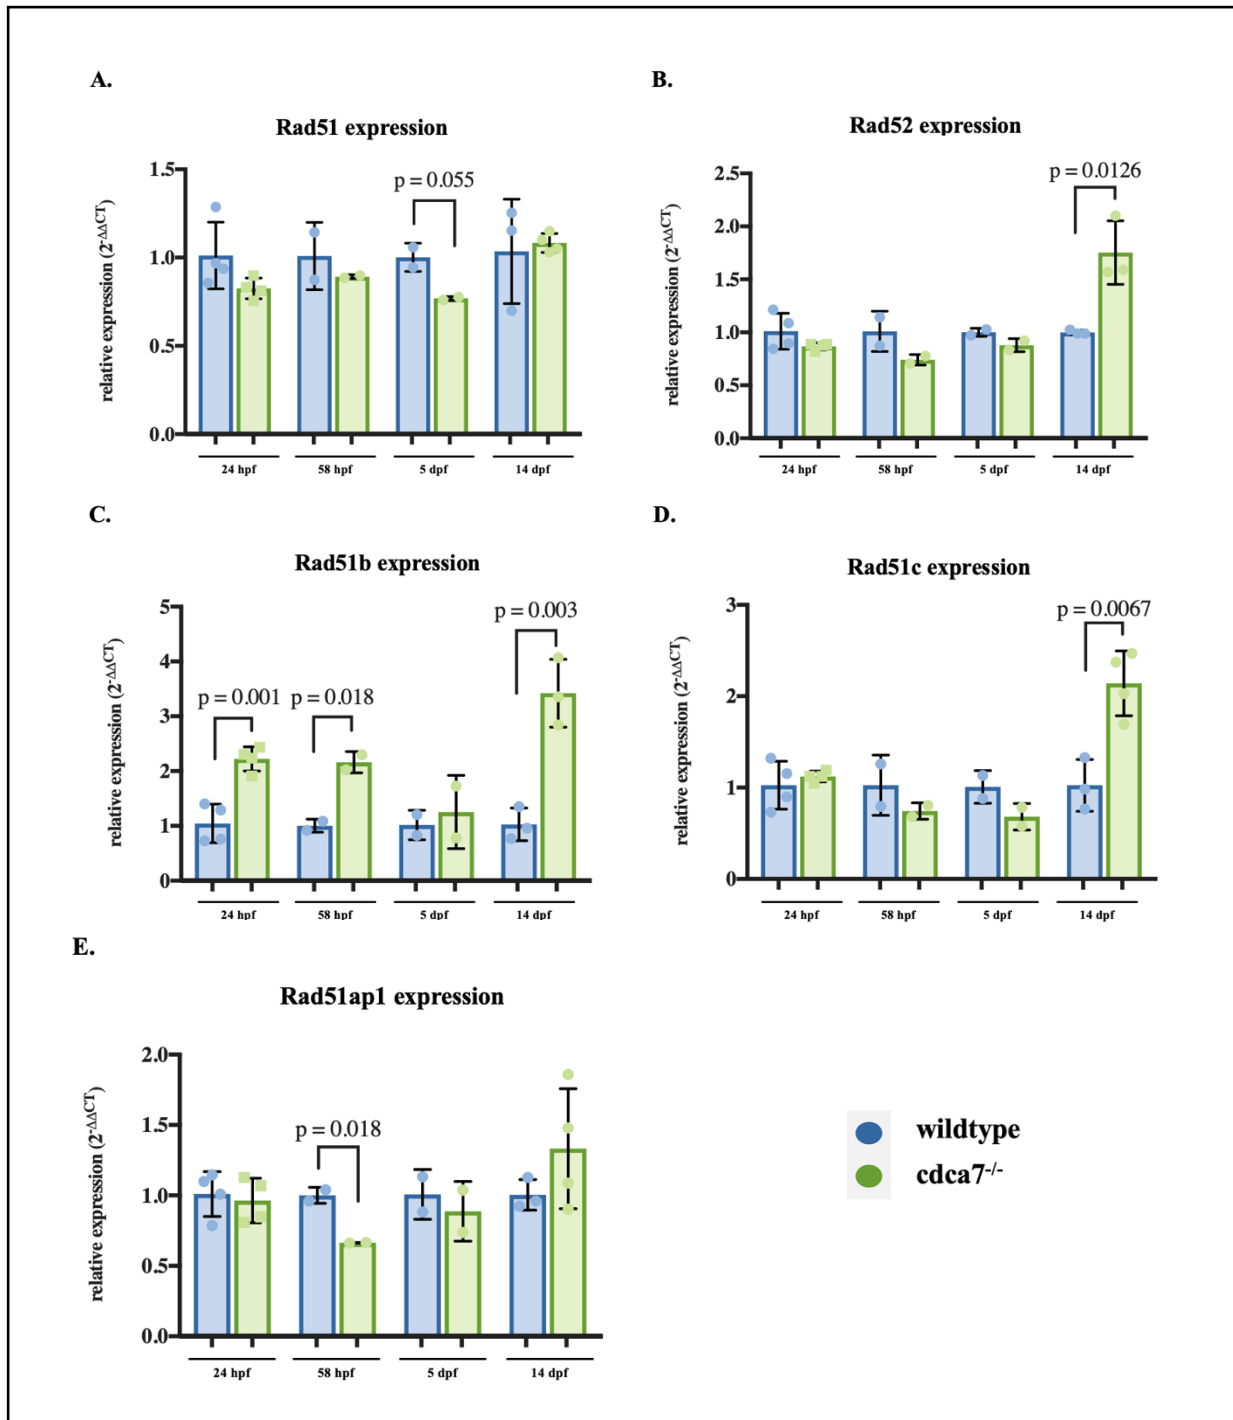 A.
Rad51 expression
relative expression (2-ΔΔCT)
1.5
1.0
0.5
0.0
p = 0.055
24 hpf
58 hpf
5 dpf
14 dpf
B.
Rad52 expression
relative expression (2-ΔΔCT)
2.5
2.0
1.5
1.0
0.5
0.0
p = 0.0126
24 hpf
58 hpf
5 dpf
14 dpf
C.
Rad51b expression
relative expression (2-ΔΔCT)
5
4
3
2
1
0
p = 0.001
p = 0.018
p = 0.003
24 hpf
58 hpf
5 dpf
14 dpf
D.
Rad51c expression
relative expression (2-ΔΔCT)
3
2
1
0
p = 0.0067
24 hpf
58 hpf
5 dpf
14 dpf
E.
Rad51ap1 expression
relative expression (2-ΔΔCT)
2.0
1.5
1.0
0.5
0.0
p = 0.018
24 hpf
58 hpf
5 dpf
14 dpf
wildtype
cdca7-/-